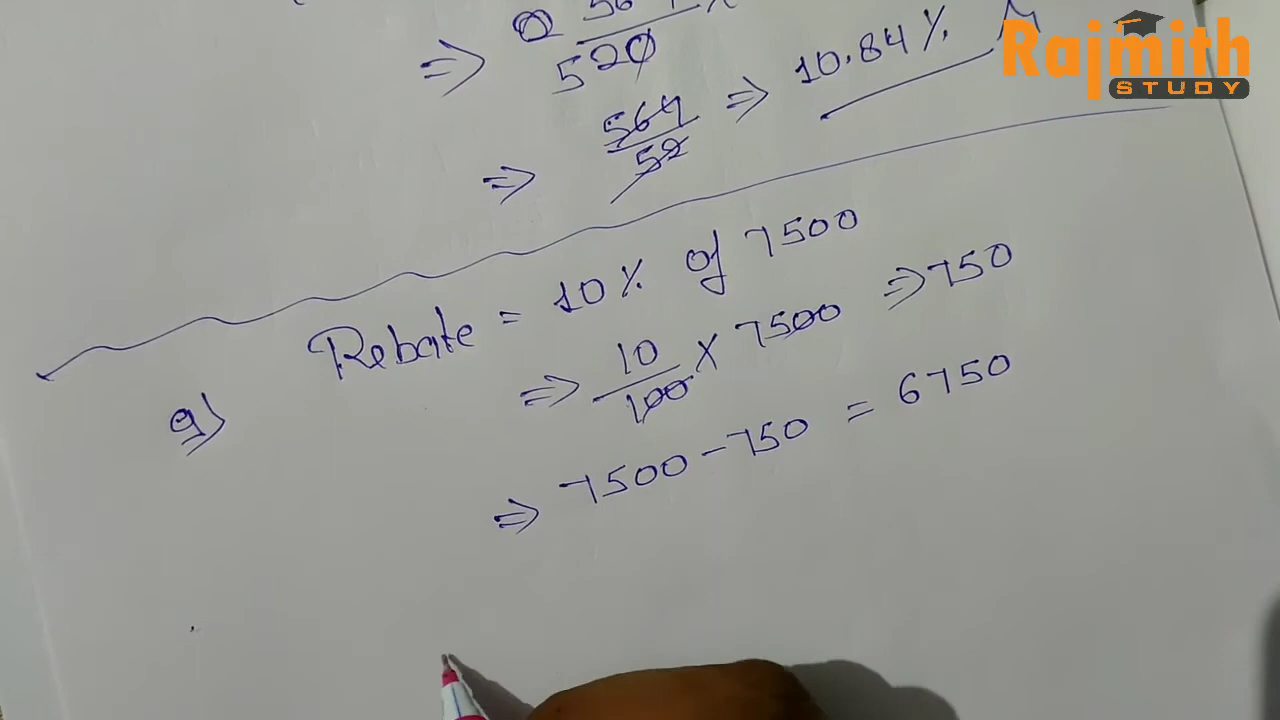 ⇒
520
⇒ 564/52 ⇒ 10.84%
Rajmith
STUDY
Rebate = 10% of 7500
9)
⇒ 10/100 × 7500 ⇒ 750
⇒ 7500 - 750 = 6750